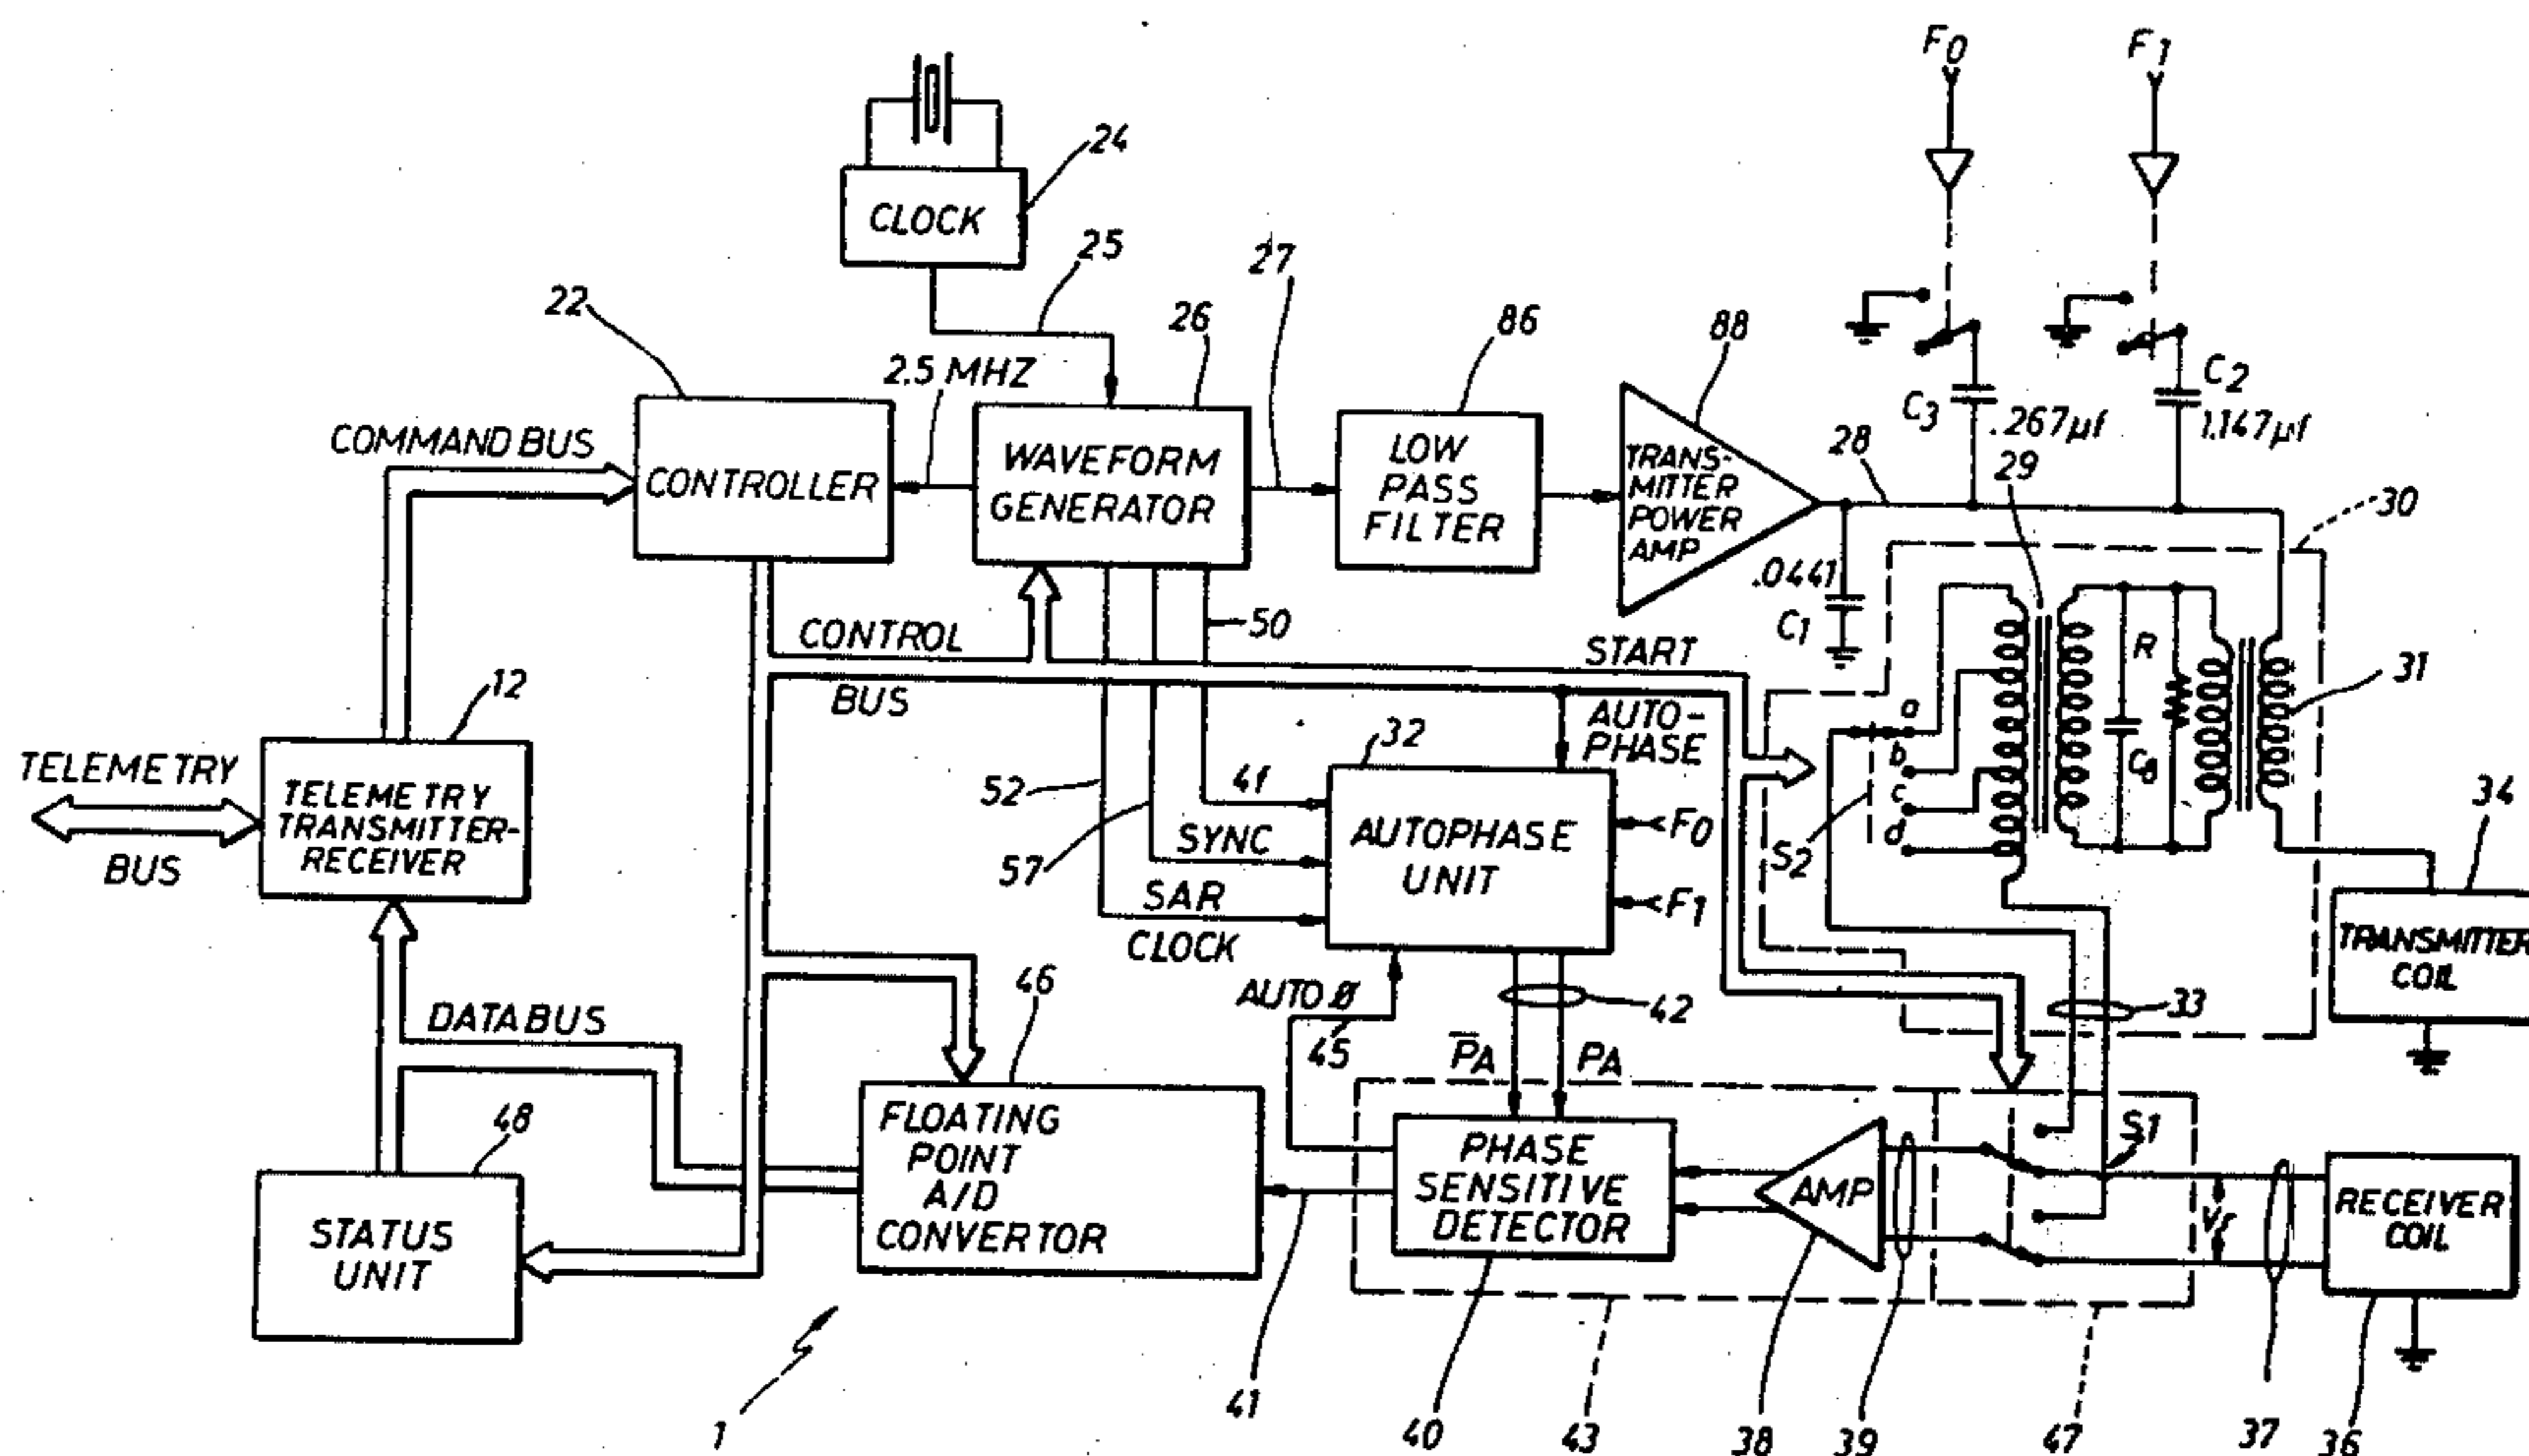 F0
F1
24
CLOCK
25
27
22
26
86
88
2.5 MHZ
C3
.267µf
C2
1.147µf
COMMAND BUS
CONTROLLER
WAVEFORM
GENERATOR
LOW
PASS
FILTER
TRANS-
MITTER
POWER
AMP
28
29
30
.0441
C1
50
CONTROL
BUS
START
R
31
12
AUTO-
PHASE
32
a
b
c
d
C8
TELEMETRY
BUS
TELEMETRY
TRANSMITTER-
RECEIVER
52
4f
57
SYNC
AUTOPHASE
UNIT
F0
F1
S2
34
SAR
CLOCK
TRANSMITTER
COIL
46
AUTO Ø
45
42
33
DATA BUS
P̅A
PA
48
FLOATING
POINT
A/D
CONVERTOR
PHASE
SENSITIVE
DETECTOR
AMP
S1
Vr
RECEIVER
COIL
STATUS
UNIT
1
41
40
43
38
39
47
37
36